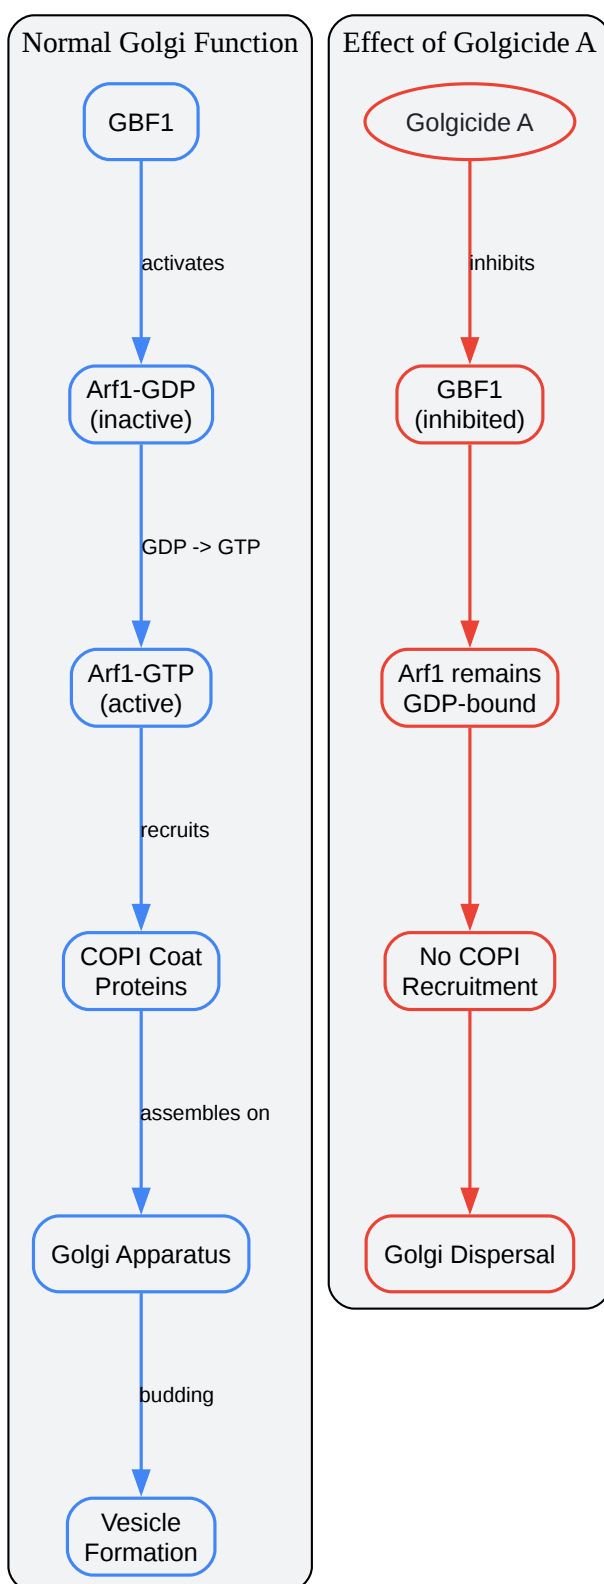 Normal Golgi Function
GBF1
activates
Arf1-GDP
(inactive)
GDP -> GTP
Arf1-GTP
(active)
recruits
COPI Coat
Proteins
assembles on
Golgi Apparatus
budding
Vesicle
Formation
Effect of Golgicide A
Golgicide A
inhibits
GBF1
(inhibited)
Arf1 remains
GDP-bound
No COPI
Recruitment
Golgi Dispersal